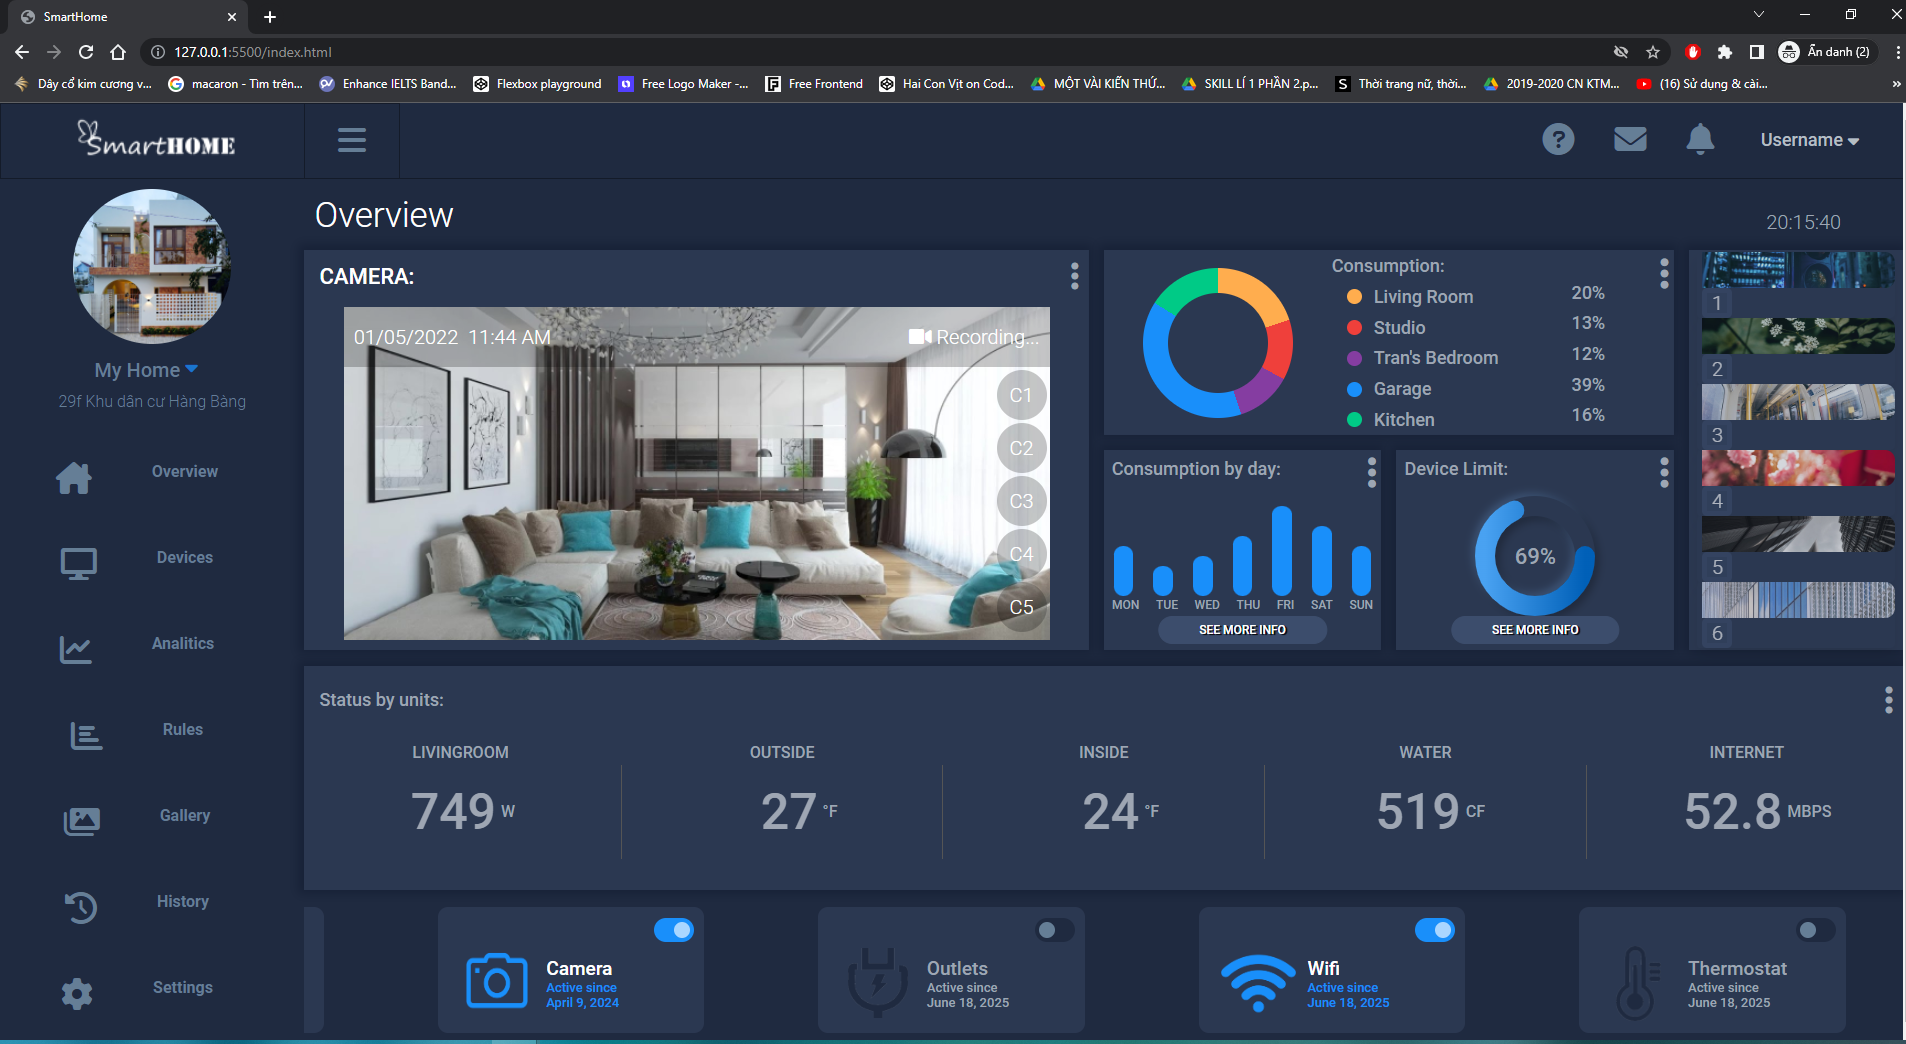 SmartHome
127.0.0.1:5500/index.html
Ẩn danh (2)
Dây cổ kim cương v...
macaron - Tìm trên...
Enhance IELTS Band...
Flexbox playground
Free Logo Maker -...
Free Frontend
Hai Con Vịt on Cod...
MỘT VÀI KIẾN THỨ...
SKILL LÍ 1 PHẦN 2.p...
Thời trang nữ, thời...
2019-2020 CN KTM...
(16) Sử dụng & cài...
SmartHOME
Username
My Home
29f Khu dân cư Hàng Bàng
Overview
Devices
Analitics
Rules
Gallery
History
Settings
Overview
20:15:40
CAMERA:
01/05/2022 11:44 AM
Recording...
C1
C2
C3
C4
C5
Consumption:
Living Room 20%
Studio 13%
Tran's Bedroom 12%
Garage 39%
Kitchen 16%
Consumption by day:
MON TUE WED THU FRI SAT SUN
SEE MORE INFO
Device Limit:
69%
SEE MORE INFO
1
2
3
4
5
6
Status by units:
LIVINGROOM
749 W
OUTSIDE
27 °F
INSIDE
24 °F
WATER
519 CF
INTERNET
52.8 MBPS
Camera
Active since
April 9, 2024
Outlets
Active since
June 18, 2025
Wifi
Active since
June 18, 2025
Thermostat
Active since
June 18, 2025